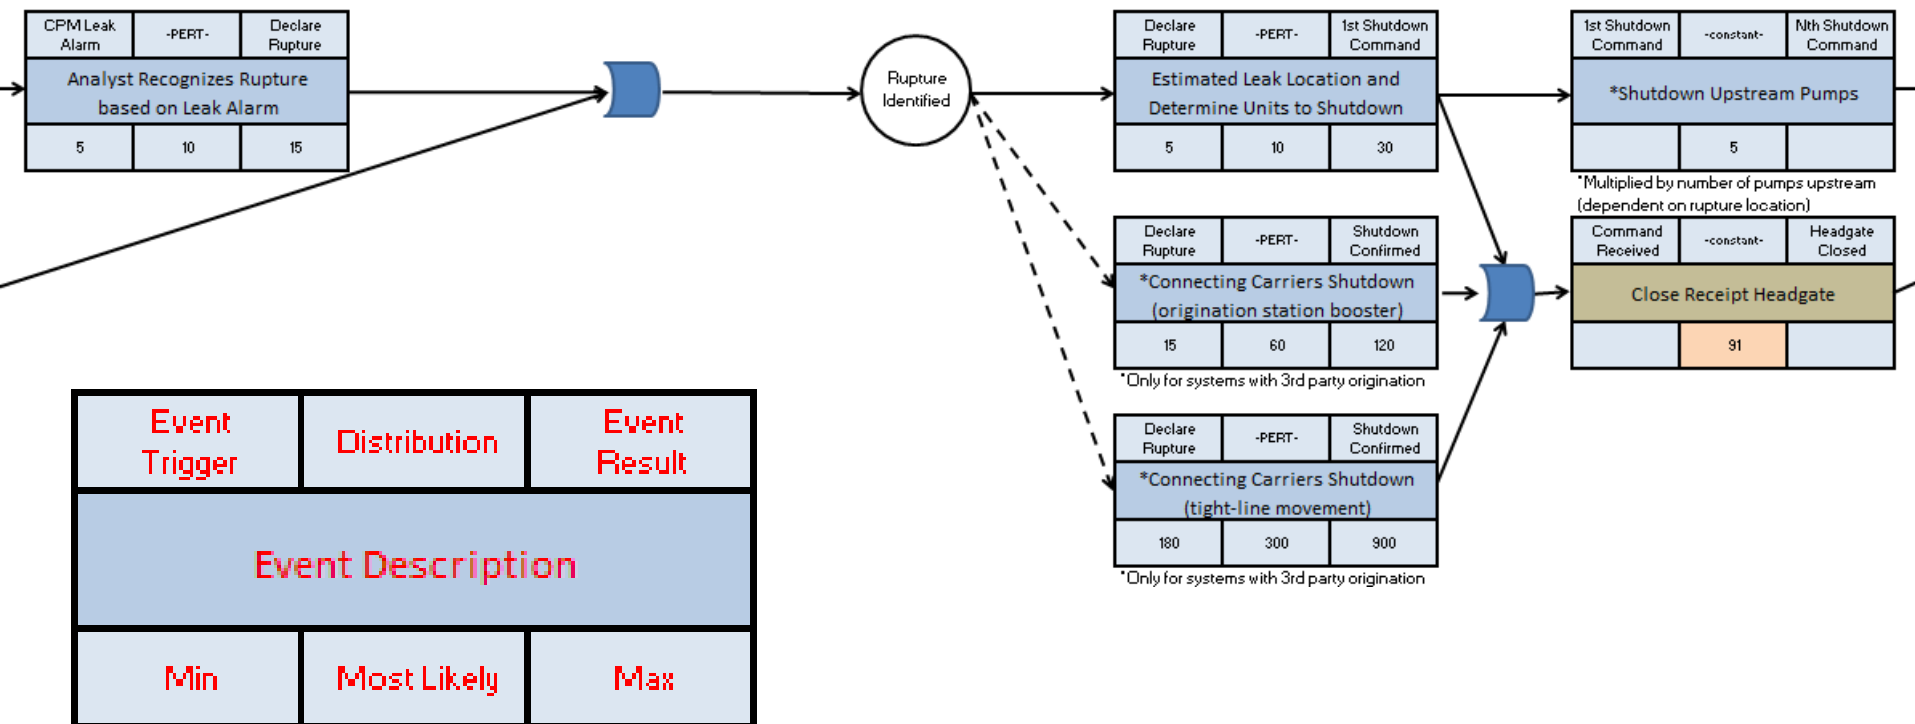 CPM Leak
Alarm
-PERT-
Declare
Rupture
Analyst Recognizes Rupture
based on Leak Alarm
5
10
15
Rupture
Identified
Declare
Rupture
-PERT-
1st Shutdown
Command
Estimated Leak Location and
Determine Units to Shutdown
5
10
30
1st Shutdown
Command
-constant-
Nth Shutdown
Command
*Shutdown Upstream Pumps
5
*Multiplied by number of pumps upstream
(dependent on rupture location)
Declare
Rupture
-PERT-
Shutdown
Confirmed
*Connecting Carriers Shutdown
(origination station booster)
15
60
120
*Only for systems with 3rd party origination
Command
Received
-constant-
Headgate
Closed
Close Receipt Headgate
91
Declare
Rupture
-PERT-
Shutdown
Confirmed
*Connecting Carriers Shutdown
(tight-line movement)
180
300
900
*Only for systems with 3rd party origination
Event
Trigger
Distribution
Event
Result
Event Description
Min
Most Likely
Max